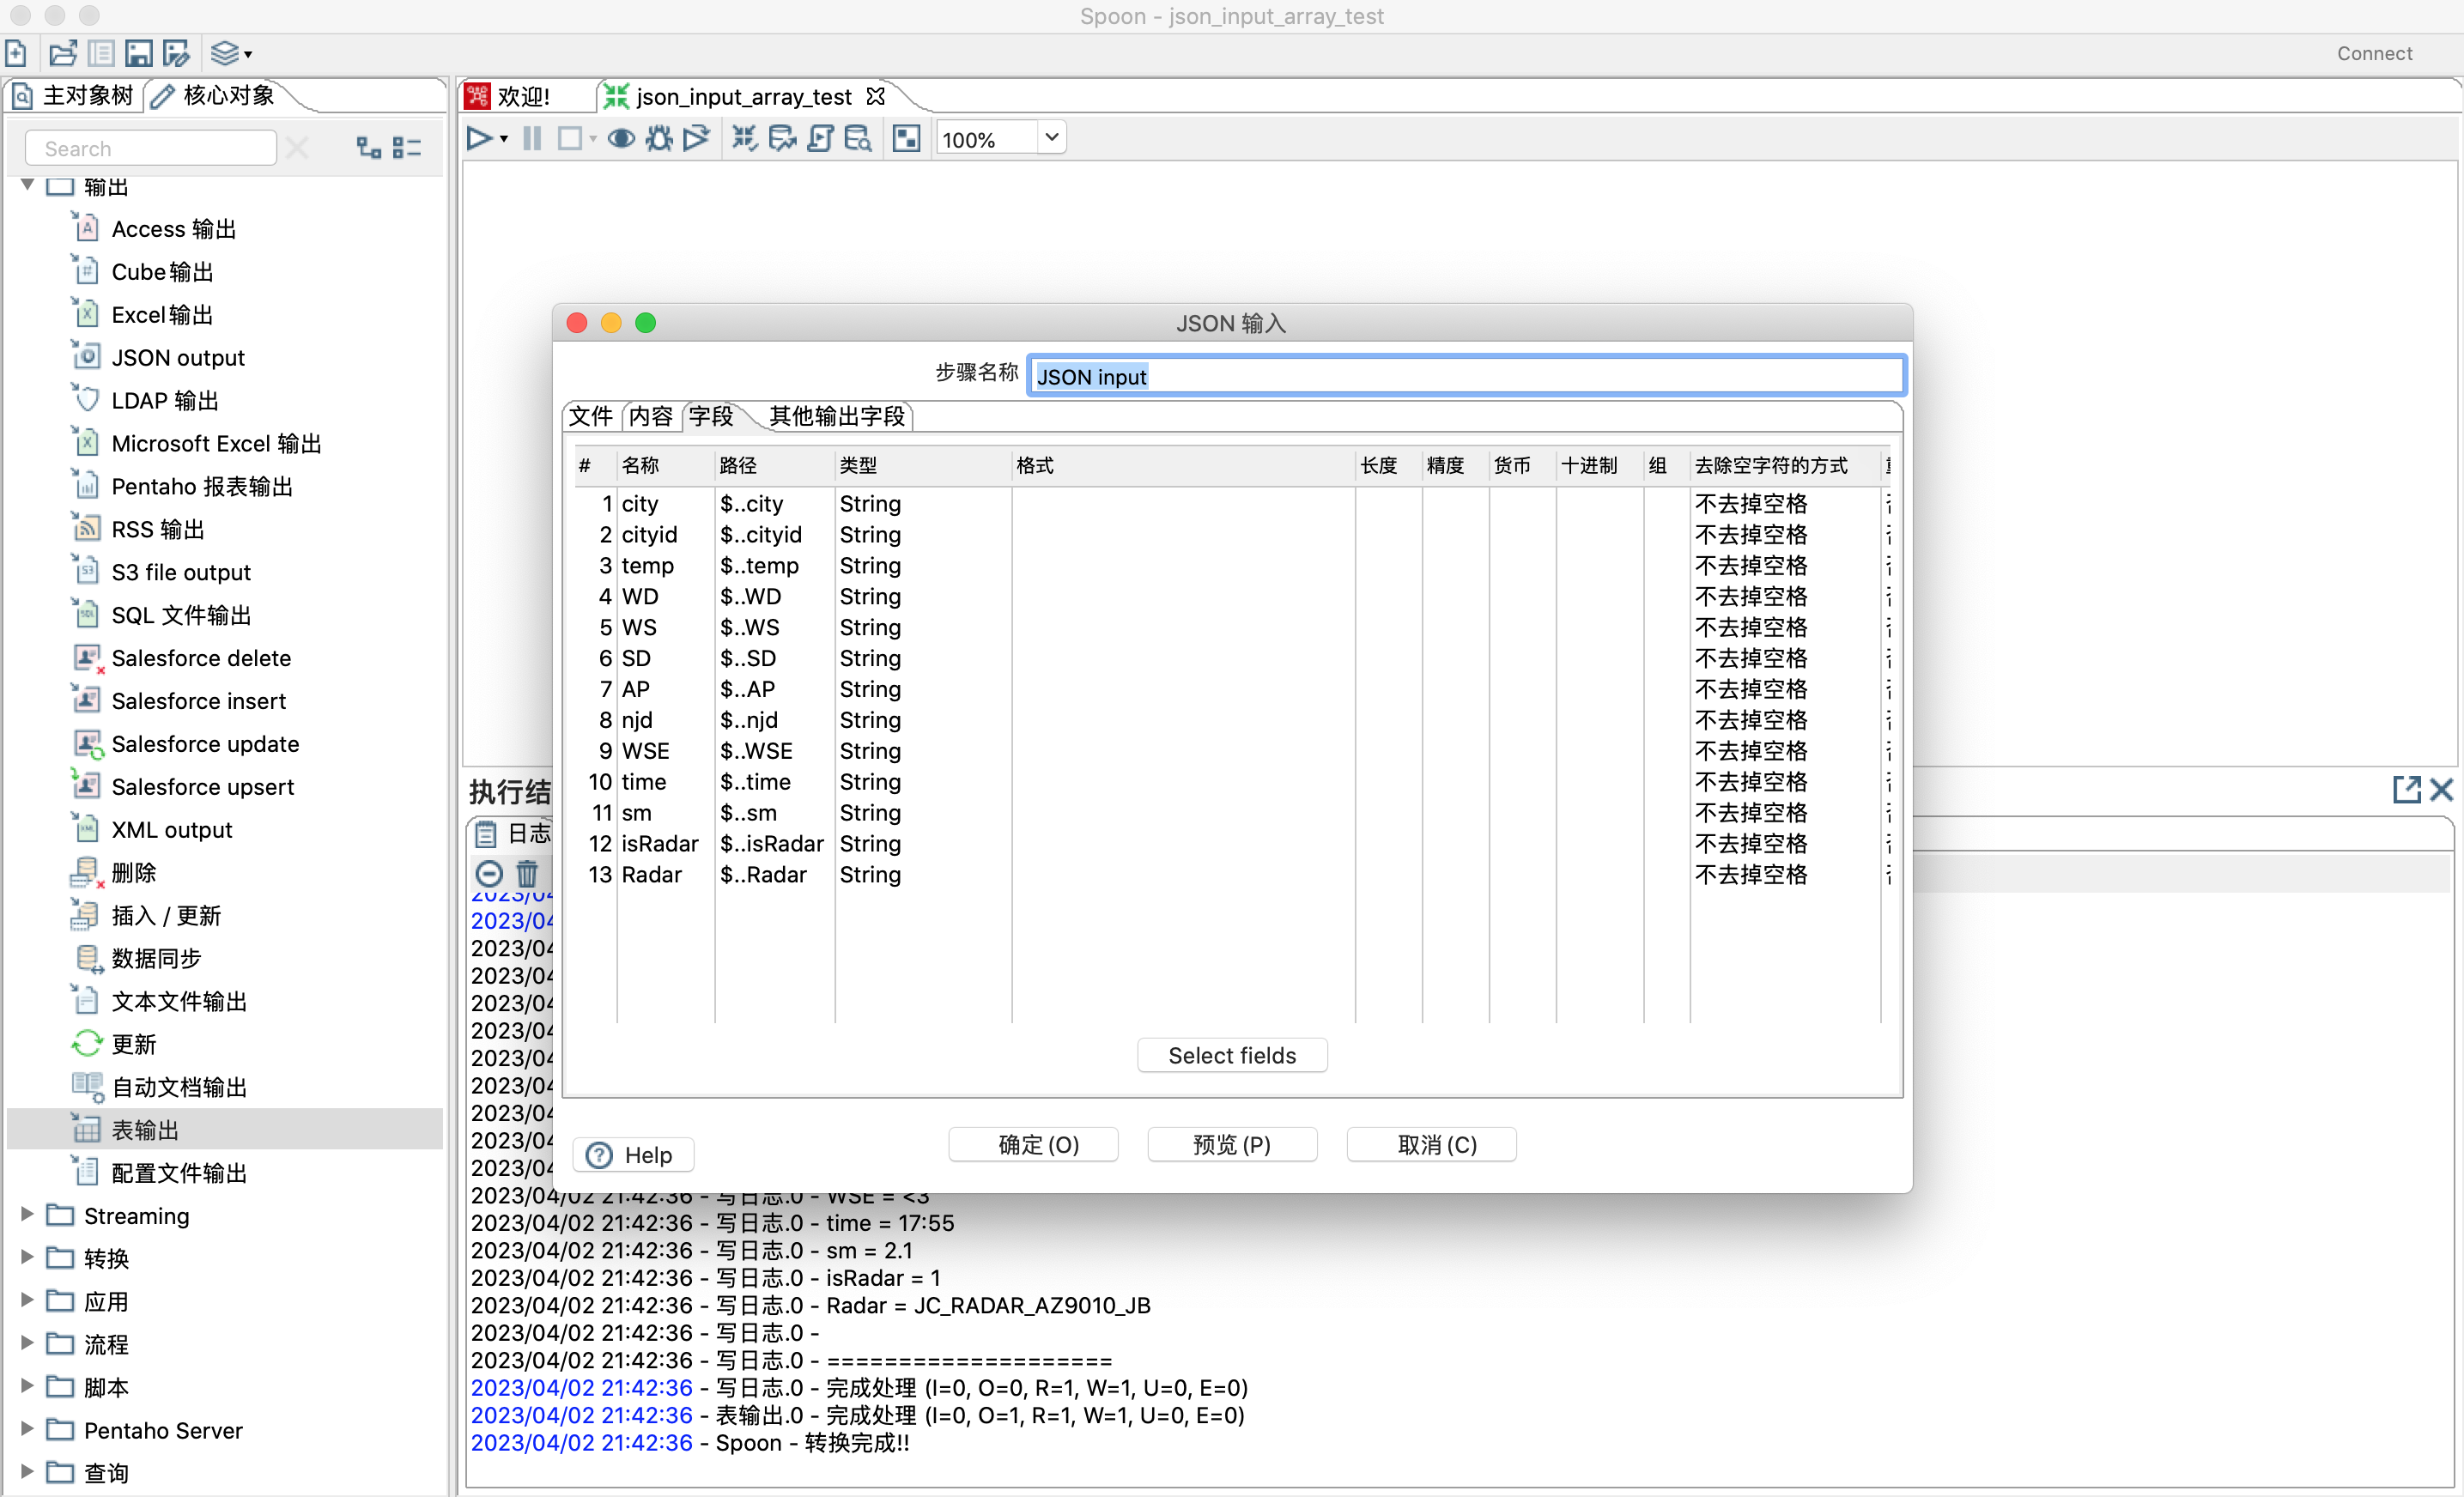 Spoon - json_input_array_test
Connect
主对象树
核心对象
Search
输出
Access 输出
Cube输出
Excel输出
JSON output
LDAP 输出
Microsoft Excel 输出
Pentaho 报表输出
RSS 输出
S3 file output
SQL 文件输出
Salesforce delete
Salesforce insert
Salesforce update
Salesforce upsert
XML output
删除
插入 / 更新
数据同步
文本文件输出
更新
自动文档输出
表输出
配置文件输出
Streaming
转换
应用
流程
脚本
Pentaho Server
查询
欢迎!
json_input_array_test
100%
JSON 输入
步骤名称 JSON input
文件 内容 字段 其他输出字段
# 名称 路径 类型 格式 长度 精度 货币 十进制 组 去除空字符的方式
1 city $..city String 不去掉空格
2 cityid $..cityid String 不去掉空格
3 temp $..temp String 不去掉空格
4 WD $..WD String 不去掉空格
5 WS $..WS String 不去掉空格
6 SD $..SD String 不去掉空格
7 AP $..AP String 不去掉空格
8 njd $..njd String 不去掉空格
9 WSE $..WSE String 不去掉空格
10 time $..time String 不去掉空格
11 sm $..sm String 不去掉空格
12 isRadar $..isRadar String 不去掉空格
13 Radar $..Radar String 不去掉空格
Select fields
Help
确定(O)
预览(P)
取消(C)
执行结
日志
2023/04
2023/04
2023/04
2023/04
2023/04
2023/04
2023/04
2023/04
2023/04
2023/04
2023/04
2023/04/02 21:42:36 - 写日志.0 - WSE = <3
2023/04/02 21:42:36 - 写日志.0 - time = 17:55
2023/04/02 21:42:36 - 写日志.0 - sm = 2.1
2023/04/02 21:42:36 - 写日志.0 - isRadar = 1
2023/04/02 21:42:36 - 写日志.0 - Radar = JC_RADAR_AZ9010_JB
2023/04/02 21:42:36 - 写日志.0 -
2023/04/02 21:42:36 - 写日志.0 - ====================
2023/04/02 21:42:36 - 写日志.0 - 完成处理 (I=0, O=0, R=1, W=1, U=0, E=0)
2023/04/02 21:42:36 - 表输出.0 - 完成处理 (I=0, O=1, R=1, W=1, U=0, E=0)
2023/04/02 21:42:36 - Spoon - 转换完成!!